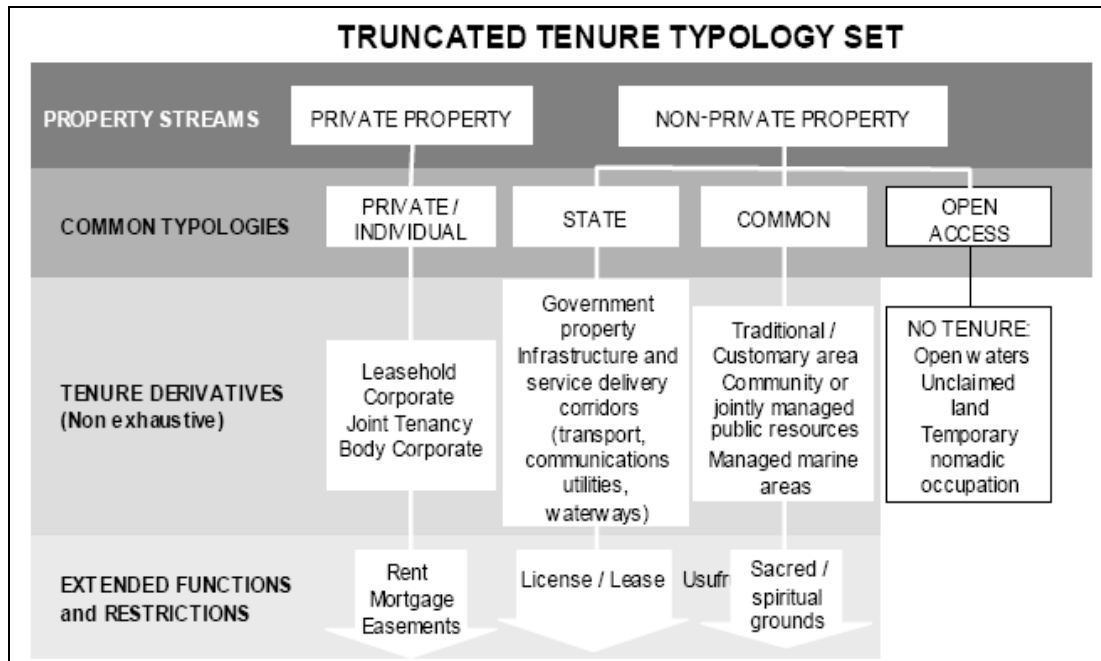 TRUNCATED TENURE TYPOLOGY SET
PROPERTY STREAMS
PRIVATE PROPERTY
NON-PRIVATE PROPERTY
COMMON TYPOLOGIES
PRIVATE /
INDIVIDUAL
STATE
COMMON
OPEN
ACCESS
TENURE DERIVATIVES
(Non exhaustive)
Leasehold
Corporate
Joint Tenancy
Body Corporate
Government
property
Infrastructure and
service delivery
corridors
(transport,
communications
utilities,
waterways)
Traditional /
Customary area
Community or
jointly managed
public resources
Managed marine
areas
NO TENURE:
Open waters
Unclaimed
land
Temporary
nomadic
occupation
EXTENDED FUNCTIONS
and RESTRICTIONS
Rent
Mortgage
Easements
License / Lease
Sacred /
spiritual
grounds